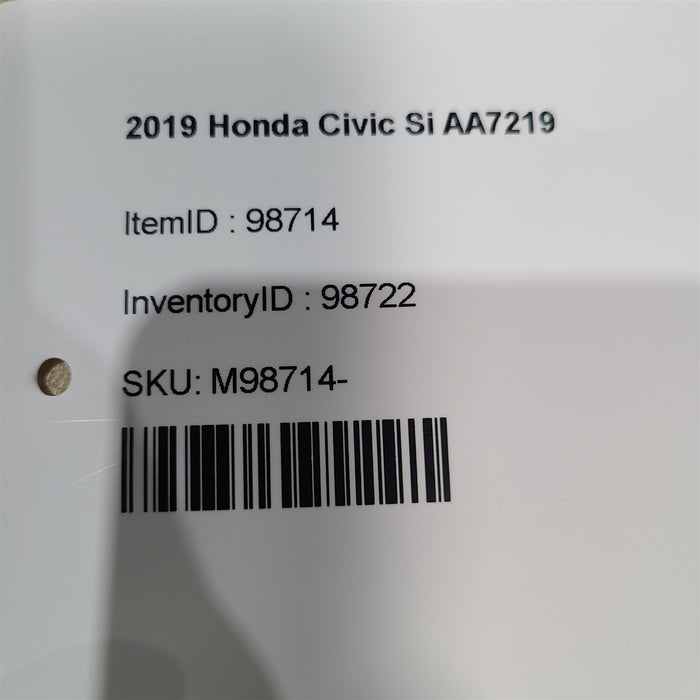 2019 Honda Civic Si AA7219
ItemID : 98714
InventoryID : 98722
SKU: M98714-